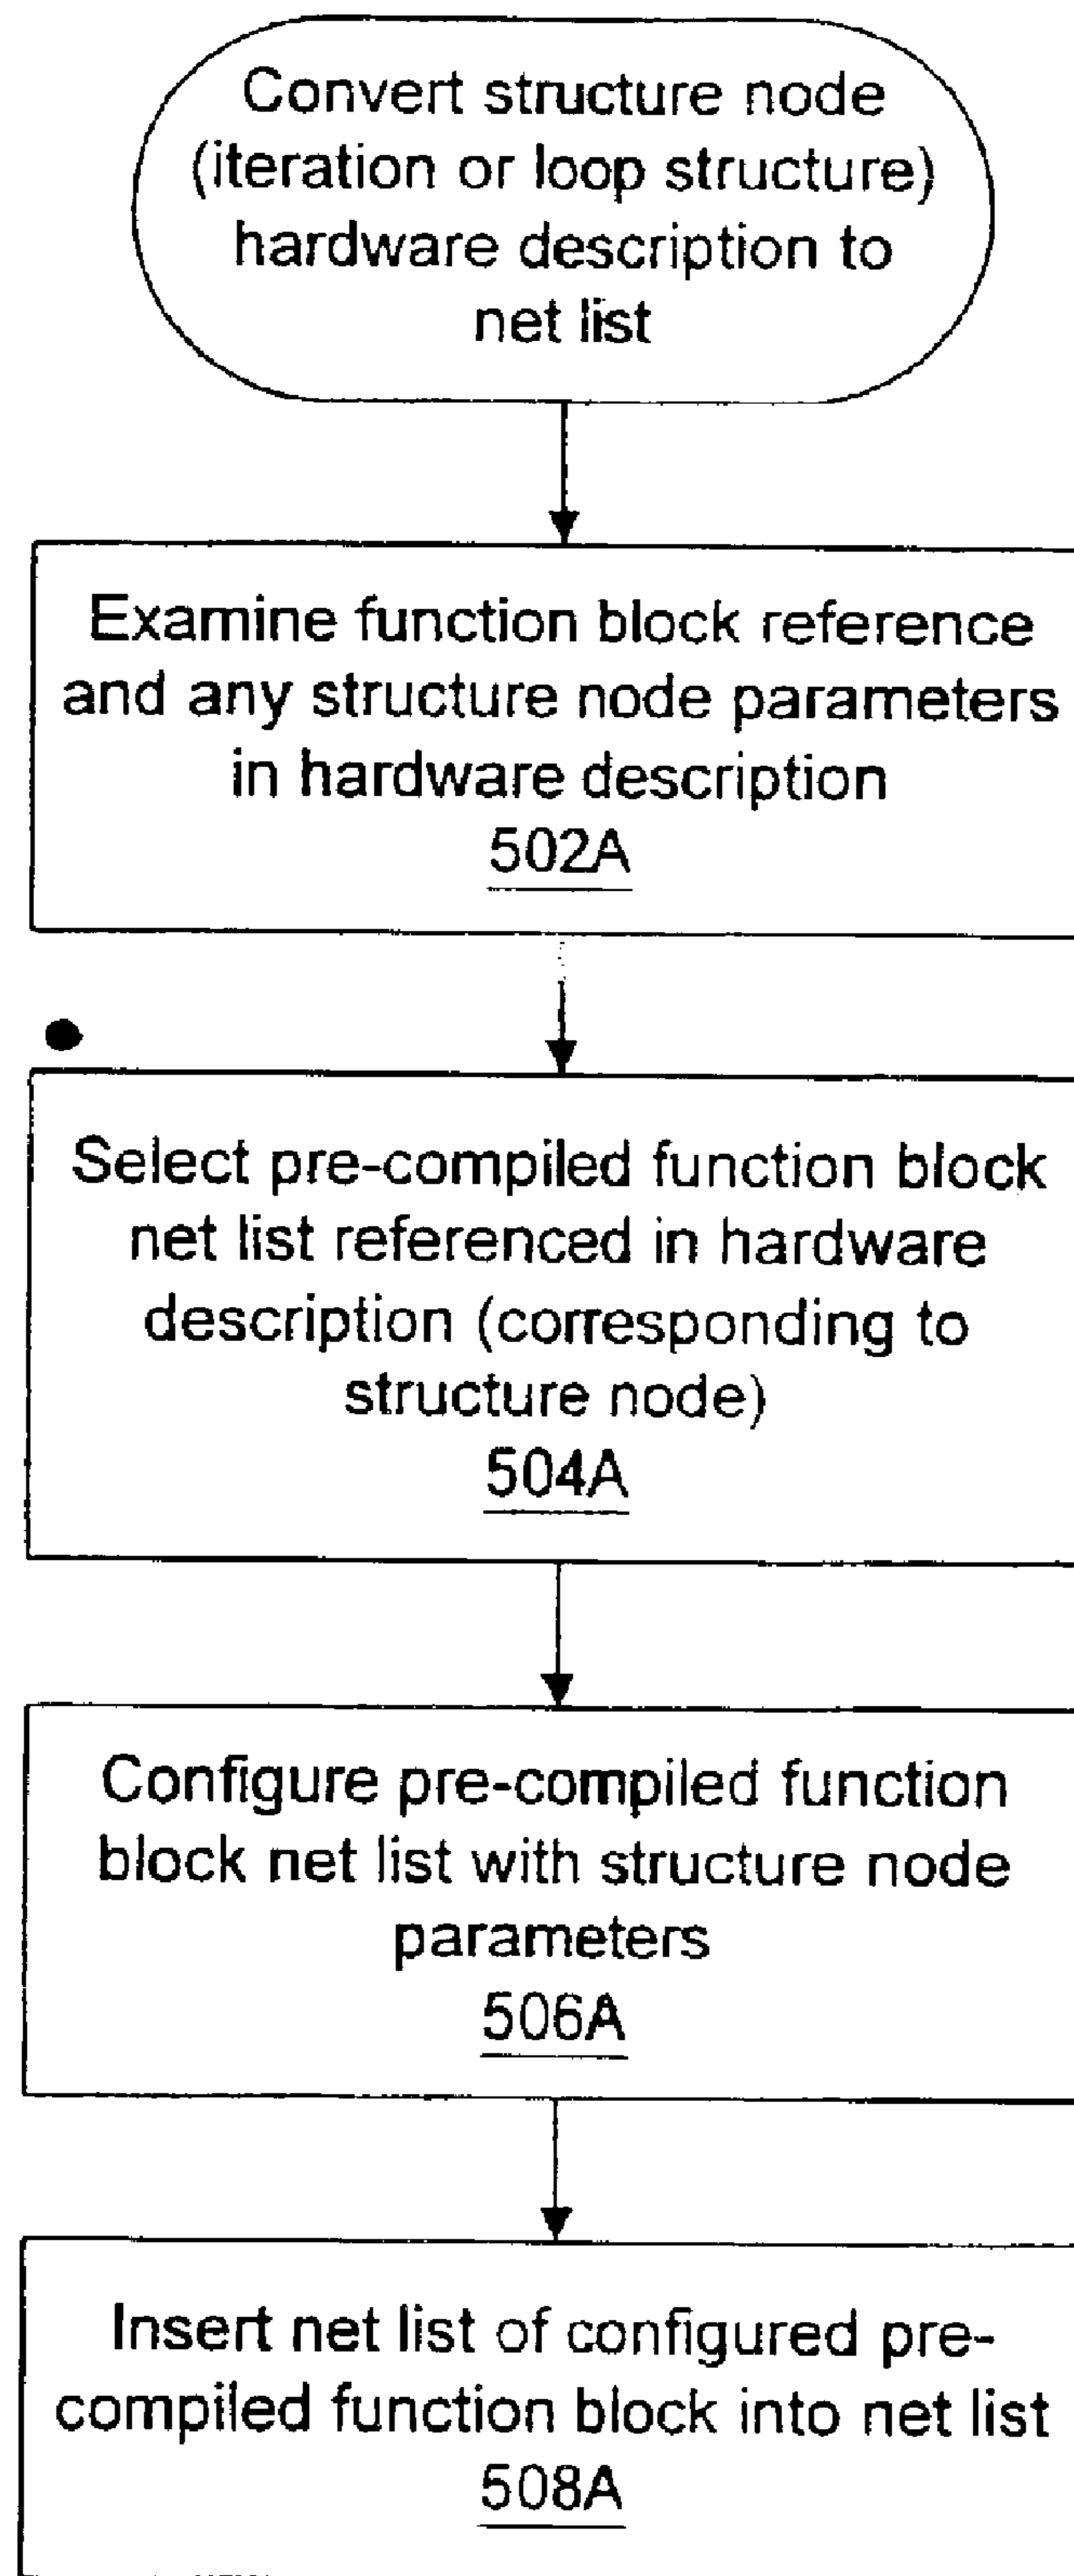 Convert structure node
(iteration or loop structure)
hardware description to
net list
Examine function block reference
and any structure node parameters
in hardware description
502A
Select pre-compiled function block
net list referenced in hardware
description (corresponding to
structure node)
504A
Configure pre-compiled function
block net list with structure node
parameters
506A
Insert net list of configured pre-
compiled function block into net list
508A